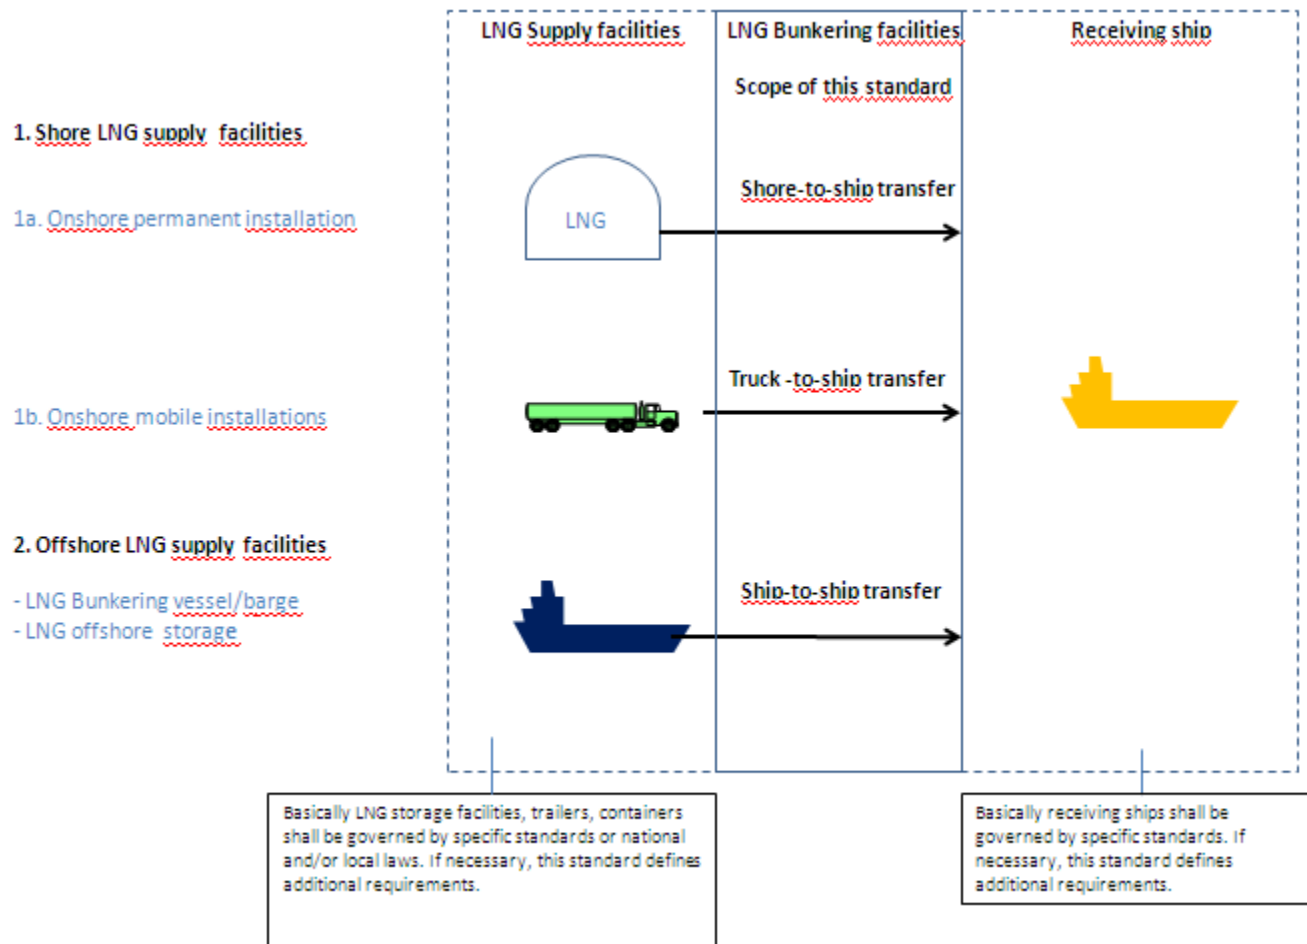 LNG Supply facilities
LNG Bunkering facilities
Receiving ship
Scope of this standard
1. Shore LNG supply facilities
Shore-to-ship transfer
1a. Onshore permanent installation
LNG
Truck -to-ship transfer
1b. Onshore mobile installations
2. Offshore LNG supply facilities
- LNG Bunkering vessel/barge
- LNG offshore storage
Ship-to-ship transfer
Basically LNG storage facilities, trailers, containers
shall be governed by specific standards or national
and/or local laws. If necessary, this standard defines
additional requirements.
Basically receiving ships shall be
governed by specific standards. If
necessary, this standard defines
additional requirements.